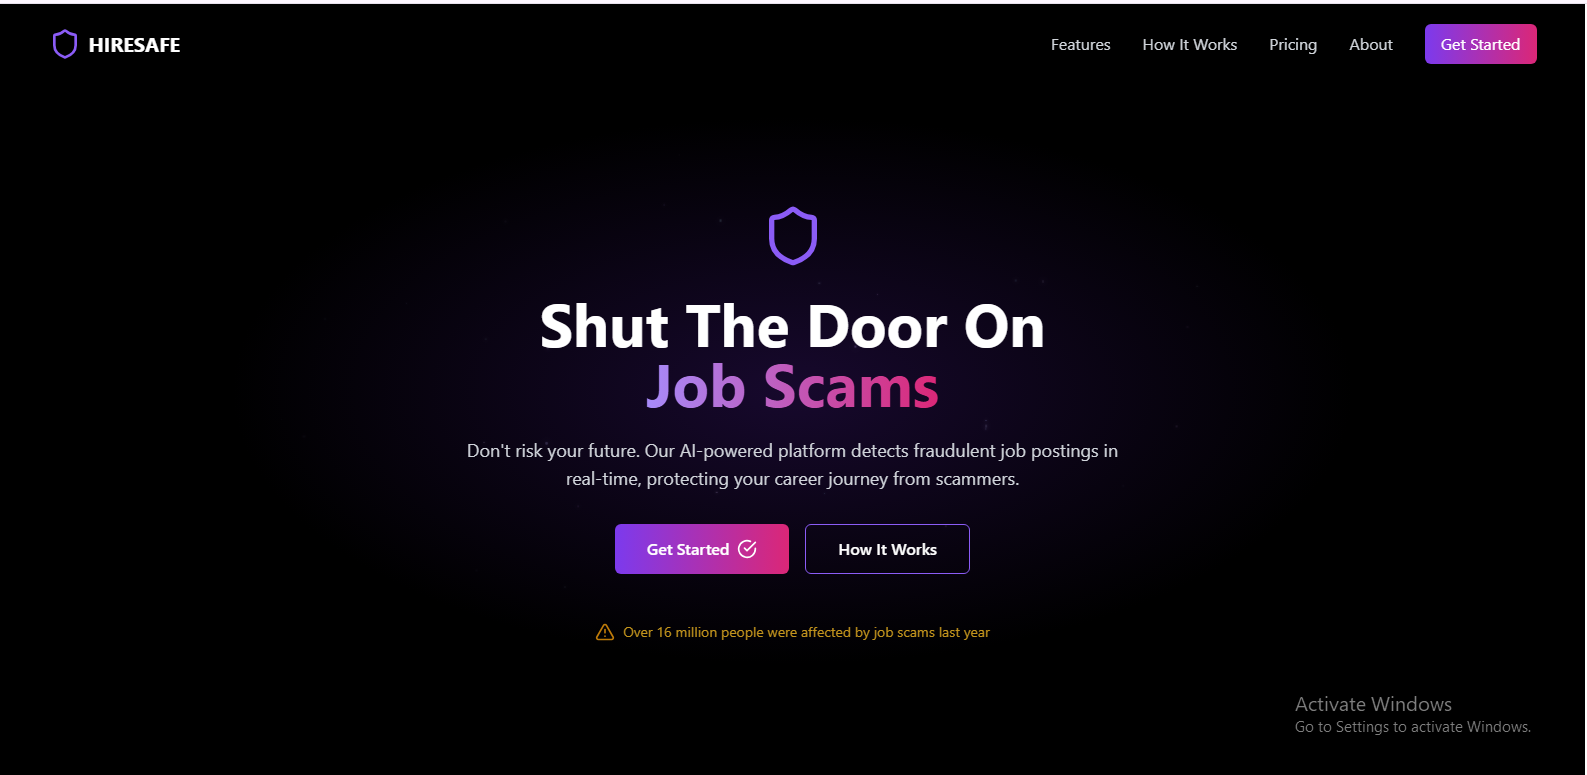 HIRESAFE
Features
How It Works
Pricing
About
Get Started
Shut The Door On
Job Scams
Don't risk your future. Our AI-powered platform detects fraudulent job postings in
real-time, protecting your career journey from scammers.
Get Started
How It Works
Over 16 million people were affected by job scams last year
Activate Windows
Go to Settings to activate Windows.